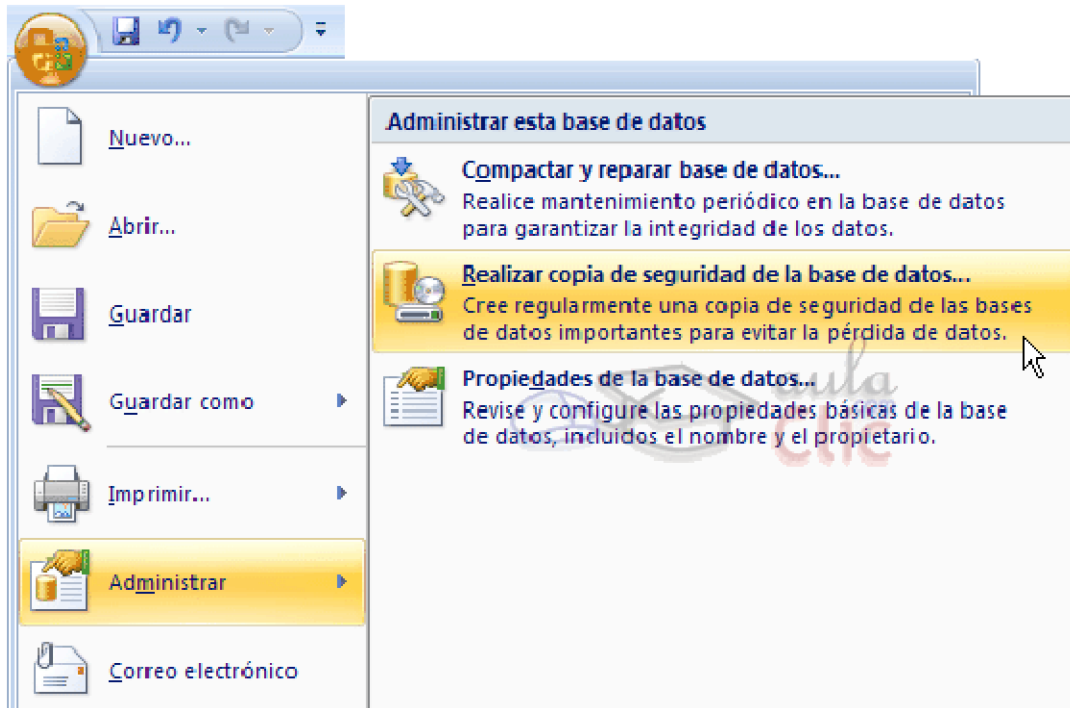 Nuevo...
Abrir...
Guardar
Guardar como
Imprimir...
Administrar
Correo electrónico
Administrar esta base de datos
Compactar y reparar base de datos...
Realice mantenimiento periódico en la base de datos
para garantizar la integridad de los datos.
Realizar copia de seguridad de la base de datos...
Cree regularmente una copia de seguridad de las bases
de datos importantes para evitar la pérdida de datos.
Propiedades de la base de datos...
Revise y configure las propiedades básicas de la base
de datos, incluidos el nombre y el propietario.
aula
clic